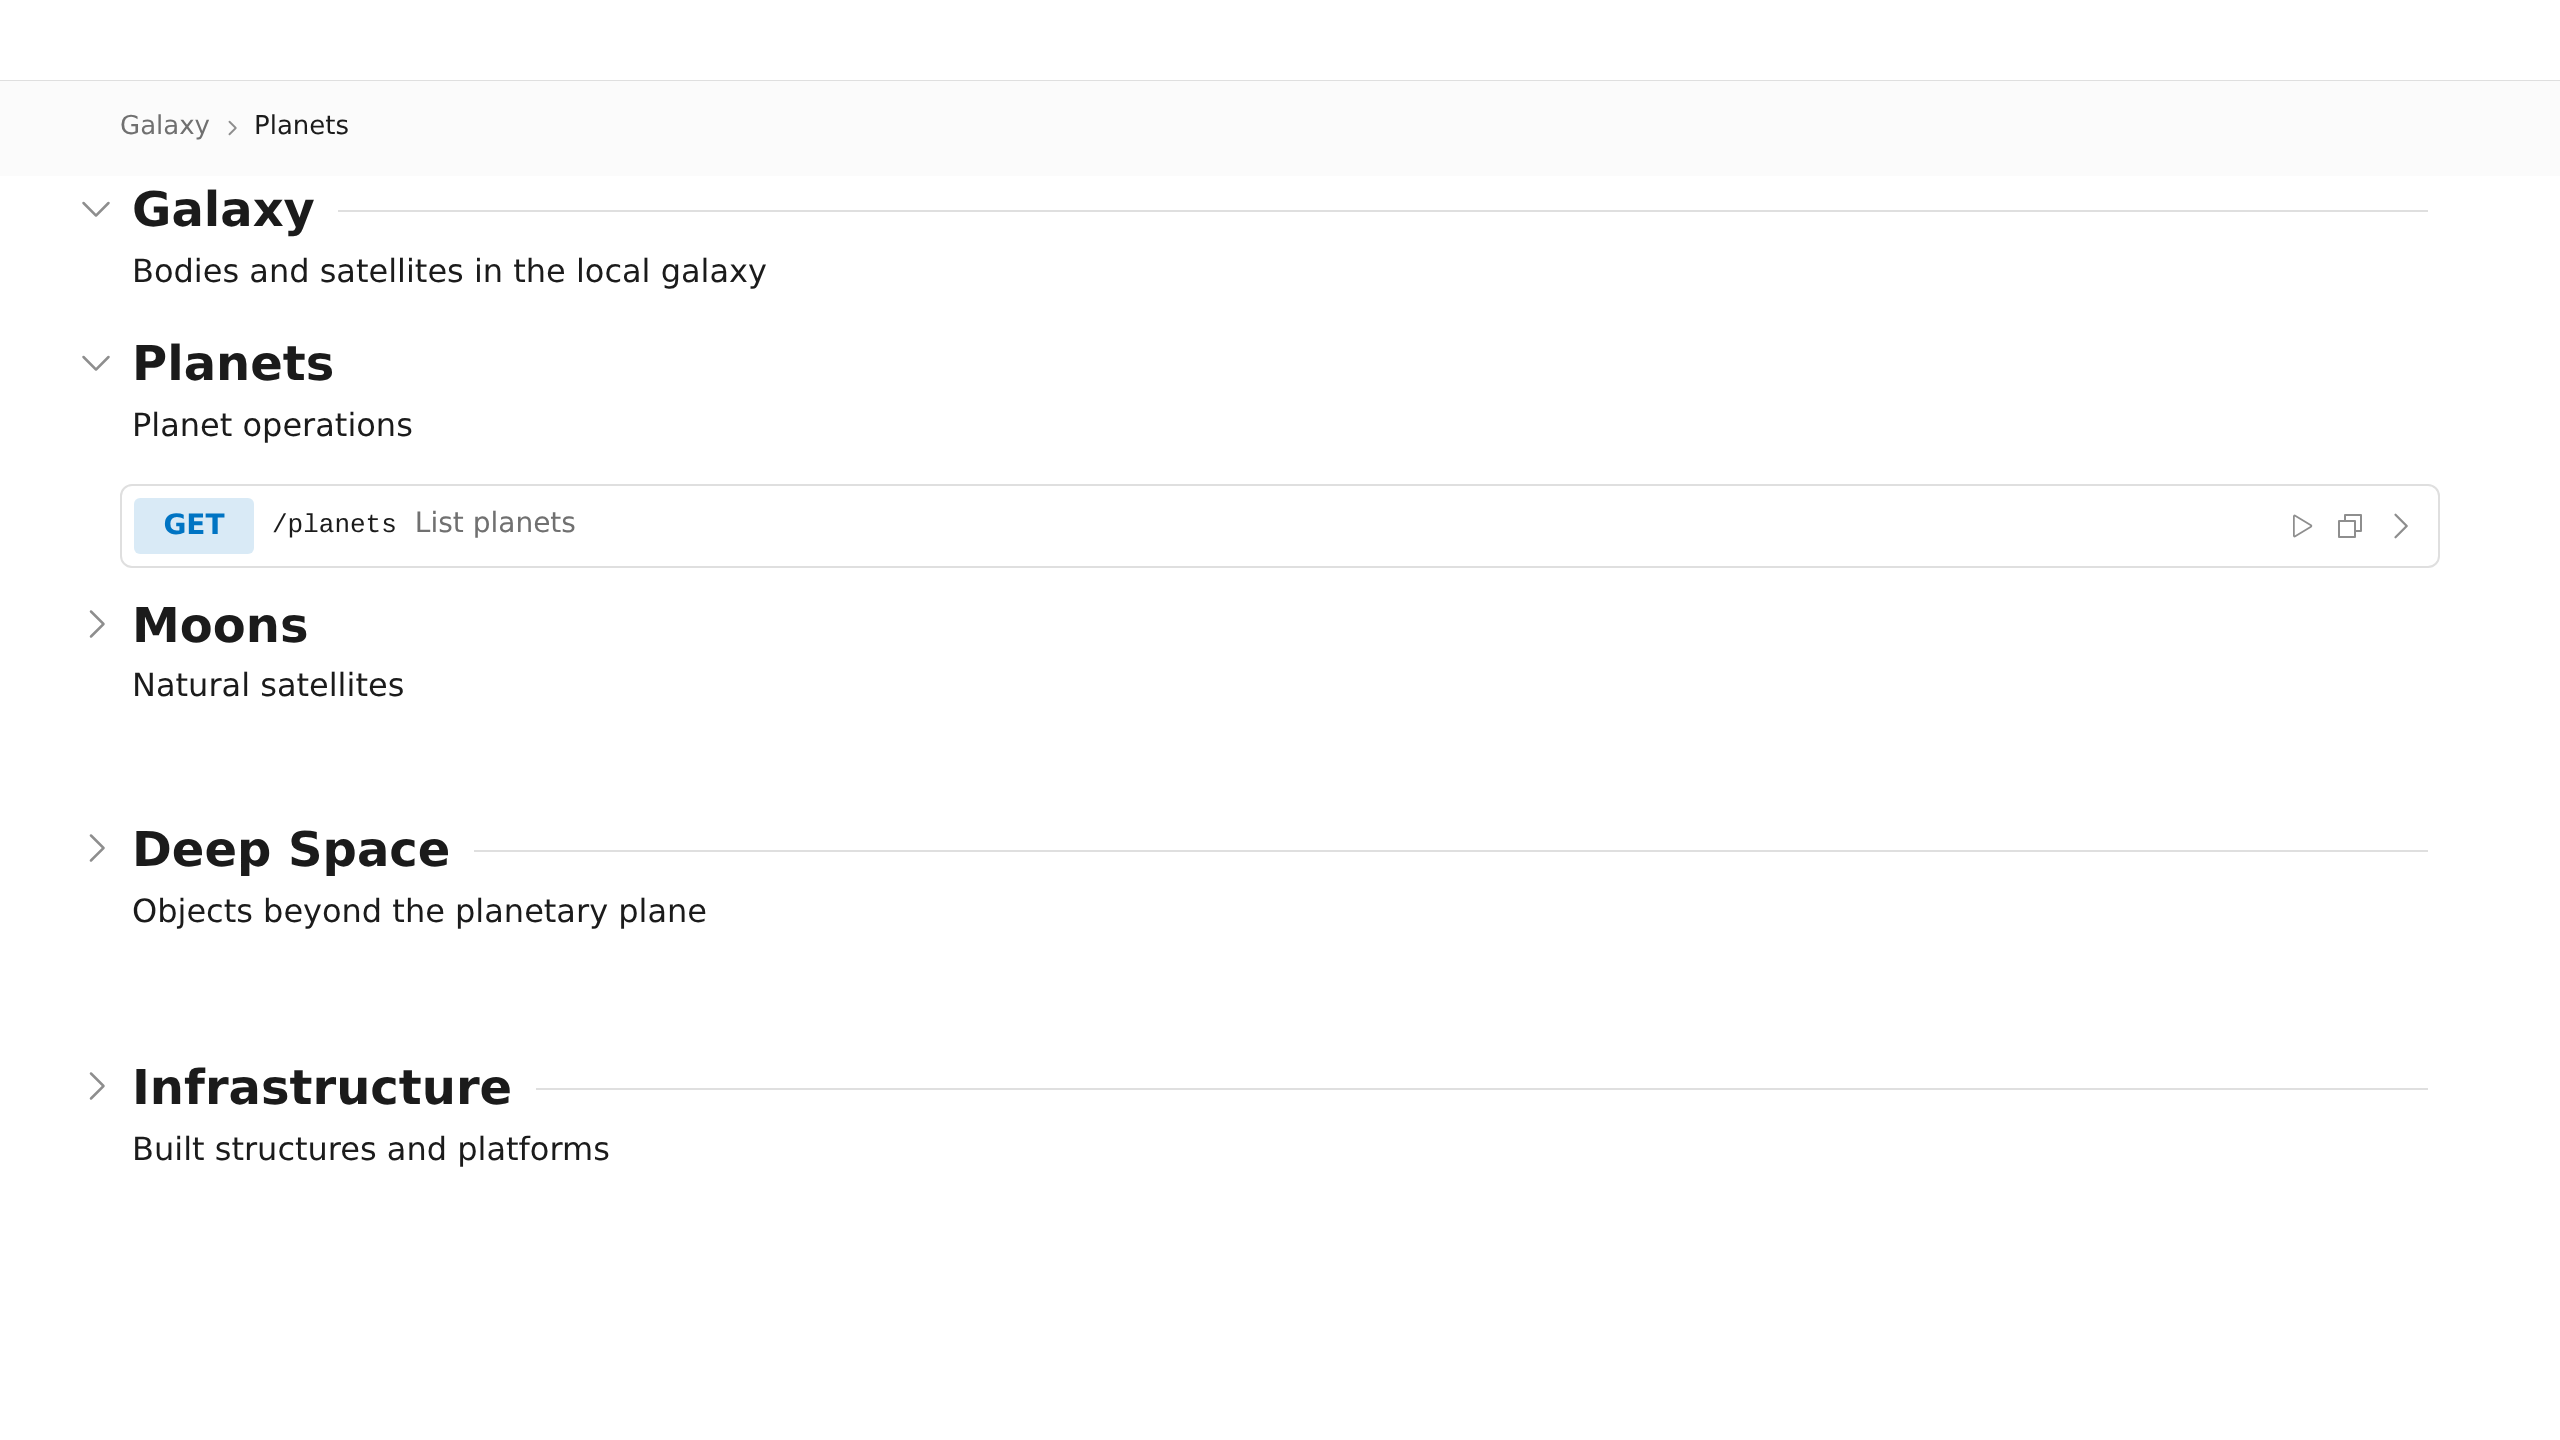 Galaxy Planets
Galaxy
Bodies and satellites in the local galaxy
Planets
Planet operations
GET /planets List planets
Moons
Natural satellites
Deep Space
Objects beyond the planetary plane
Infrastructure
Built structures and platforms